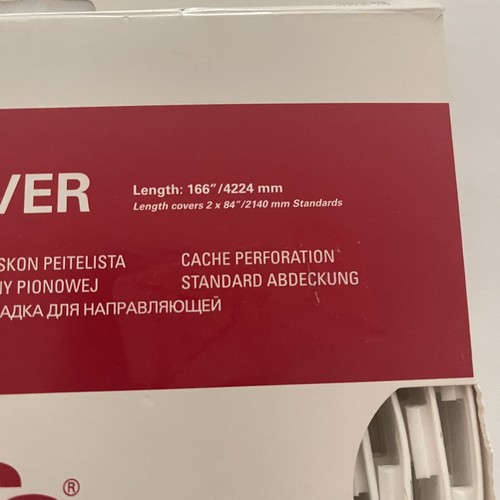 VER
Length: 166"/4224 mm
Length covers 2 x 84"/2140 mm Standards
SKON PEITELISTA
CACHE PERFORATION
NY PIONOWEJ
STANDARD ABDECKUNG
АДКА ДЛЯ НАПРАВЛЯЮЩЕЙ
®